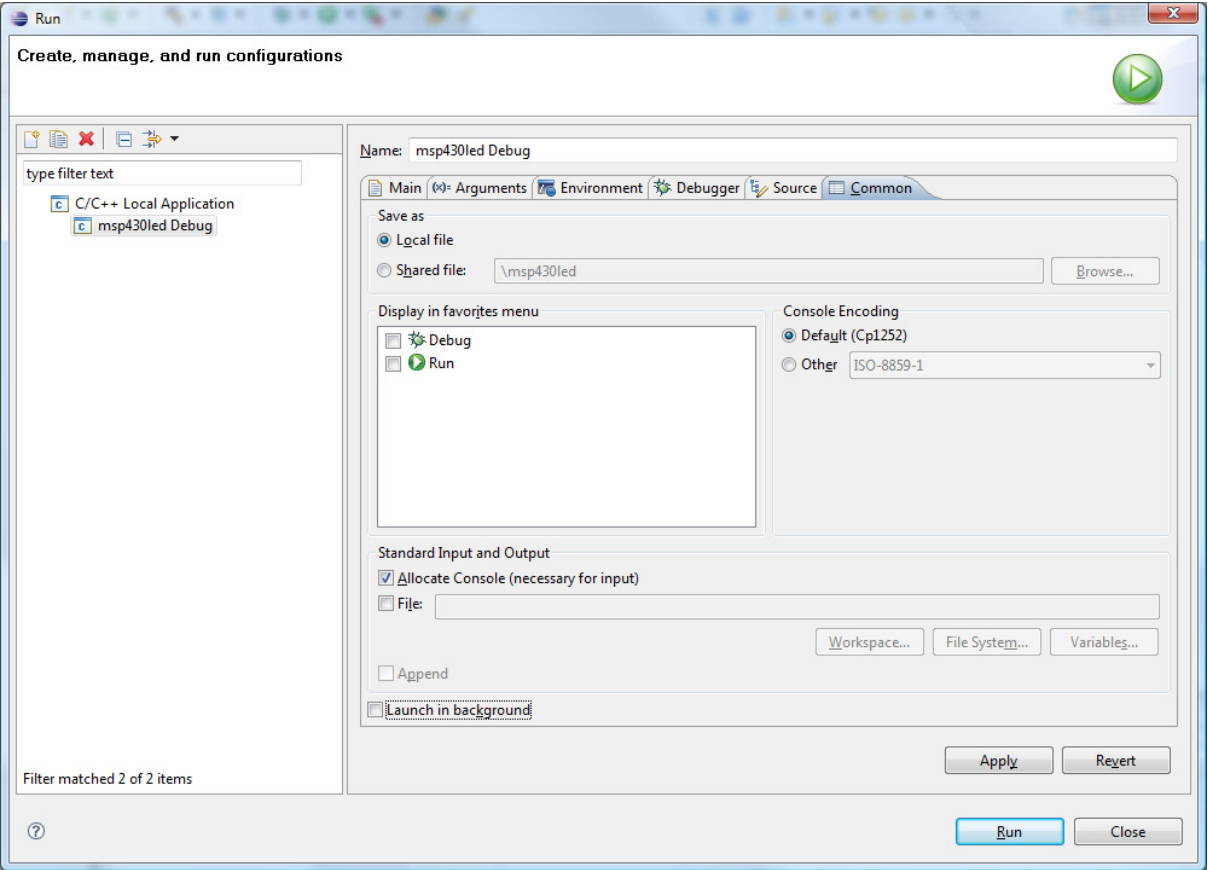 Run
Create, manage, and run configurations
type filter text
C/C++ Local Application
msp430led Debug
Filter matched 2 of 2 items
Name: msp430led Debug
Main (x)= Arguments Environment Debugger Source Common
Save as
Local file
Shared file: \msp430led Browse...
Display in favorites menu
Debug
Run
Console Encoding
Default (Cp1252)
Other ISO-8859-1
Standard Input and Output
Allocate Console (necessary for input)
File:
Workspace... File System... Variables...
Append
Launch in background
Apply Revert
Run Close